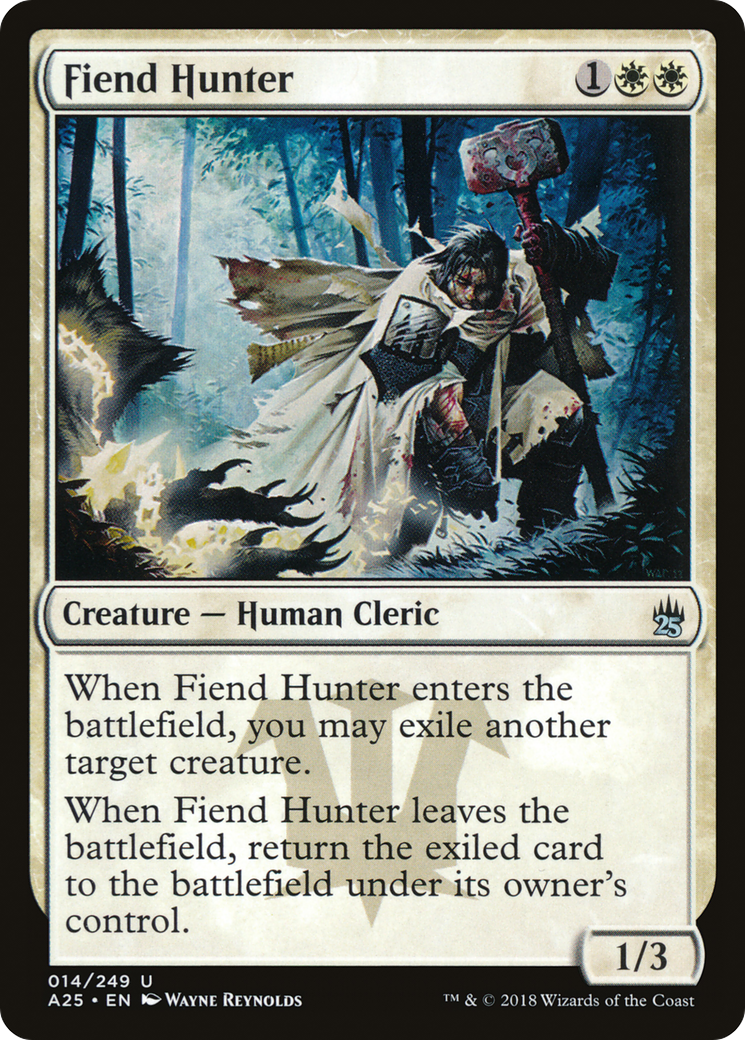 Fiend Hunter 1
Creature — Human Cleric
25
When Fiend Hunter enters the
battlefield, you may exile another
target creature.
When Fiend Hunter leaves the
battlefield, return the exiled card
to the battlefield under its owner's
control.
1/3
014/249 U
A25 • EN Wayne Reynolds
™ & © 2018 Wizards of the Coast